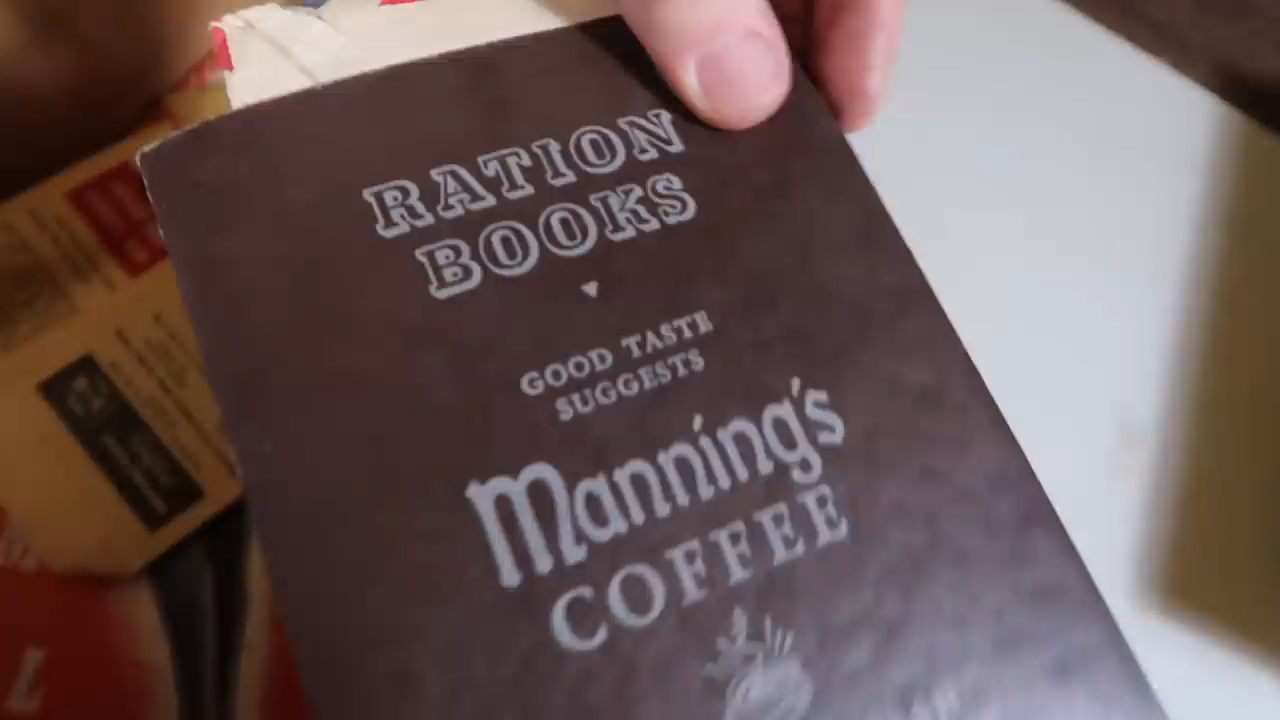 RATION
BOOKS
GOOD TASTE
SUGGESTS
Manning's
COFFEE